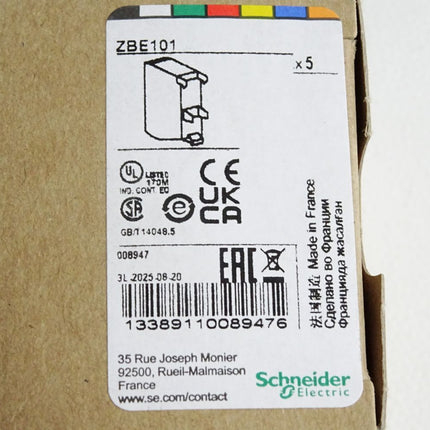 ZBE101
x 5
UL LISTED
170M
IND. CONT. EQ
CE
UK
CA
GB/T 14048.5
008947
3L -2025-08-20
EAC
13389110089476
法国制造 Made in France
Сделано во Франции
Францияда жасалған
35 Rue Joseph Monier
92500, Rueil-Malmaison
France
www.se.com/contact
Schneider
Electric